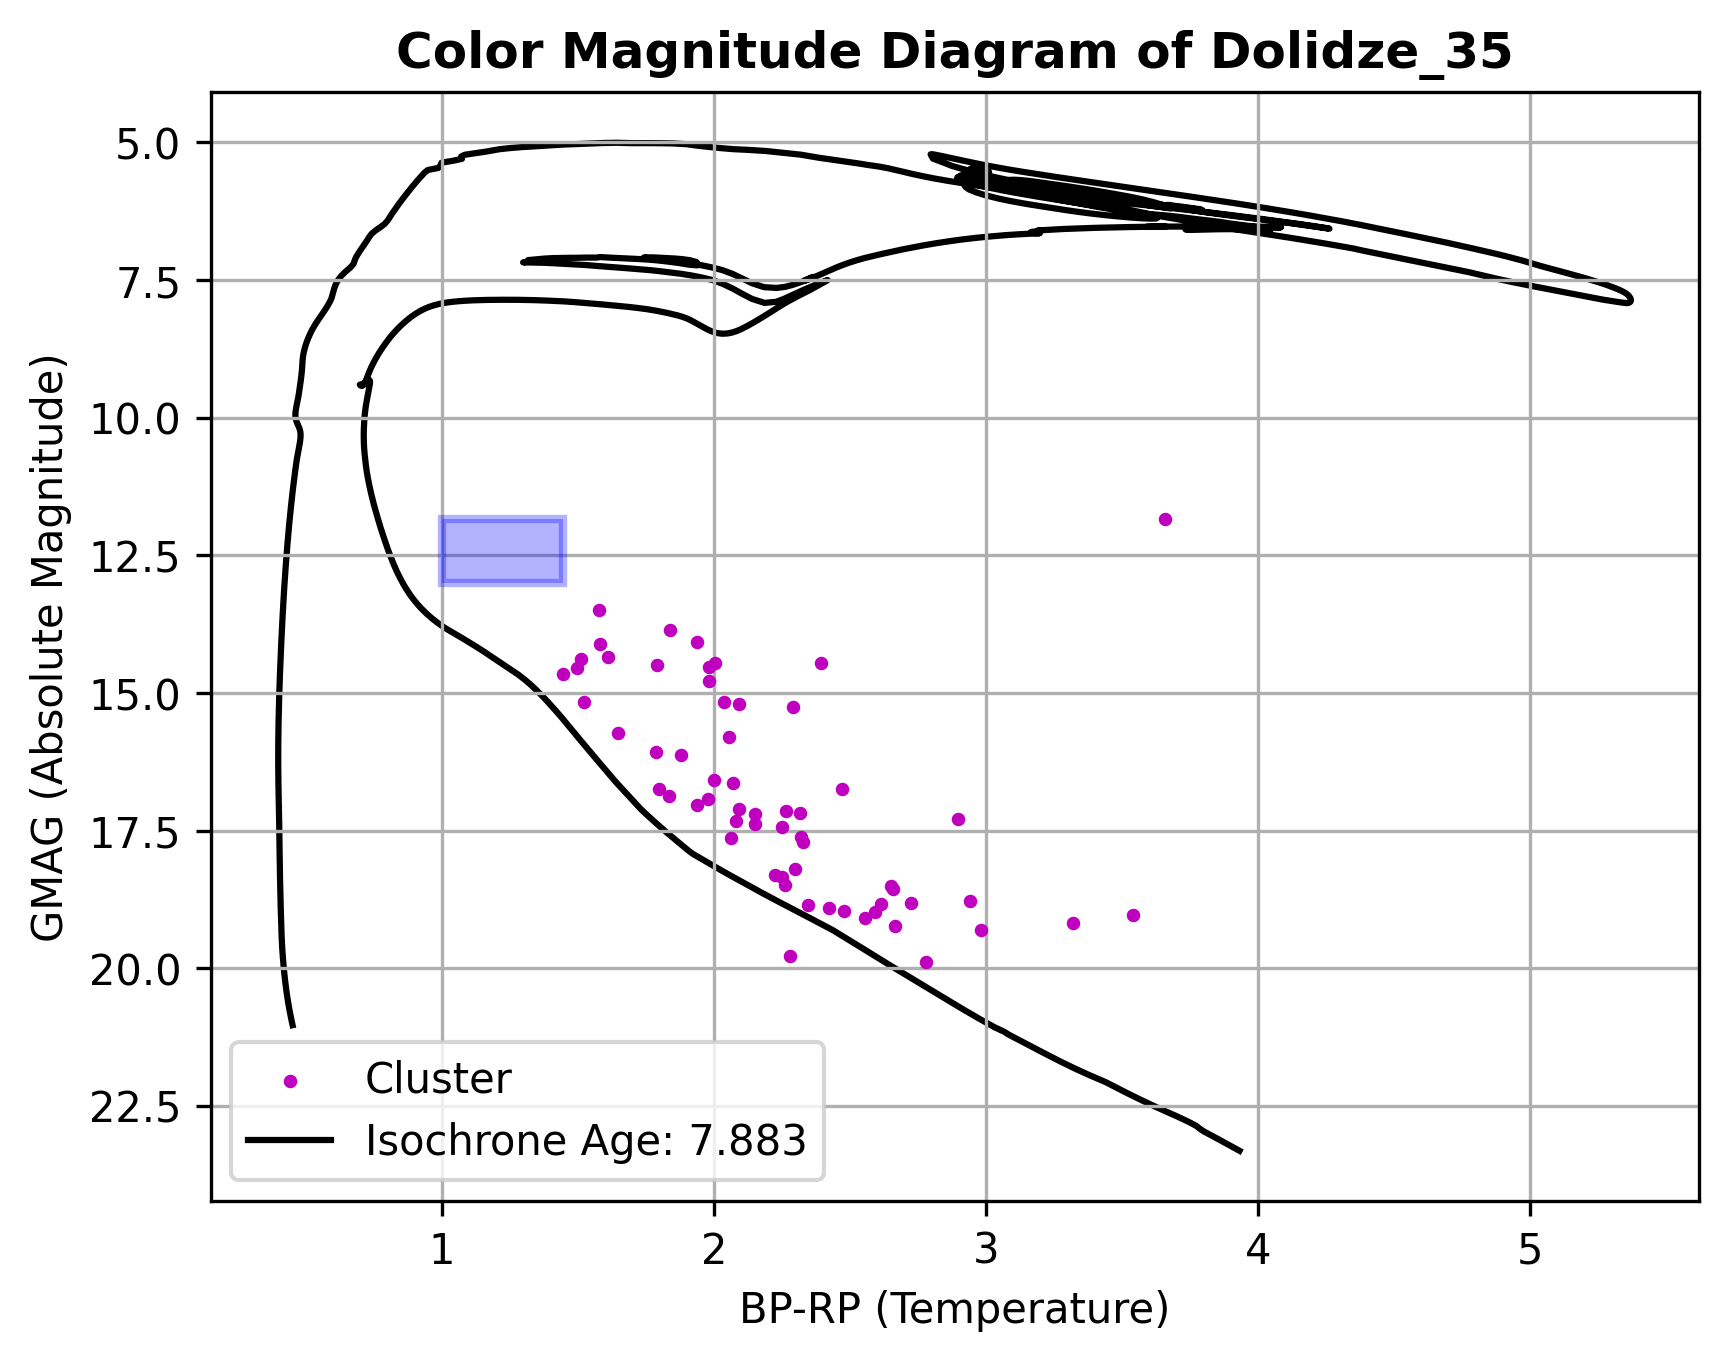 Color Magnitude Diagram of Dolidze_35
GMAG (Absolute Magnitude)
5.0
7.5
10.0
12.5
15.0
17.5
20.0
22.5
Cluster
Isochrone Age: 7.883
1 2 3 4 5
BP-RP (Temperature)